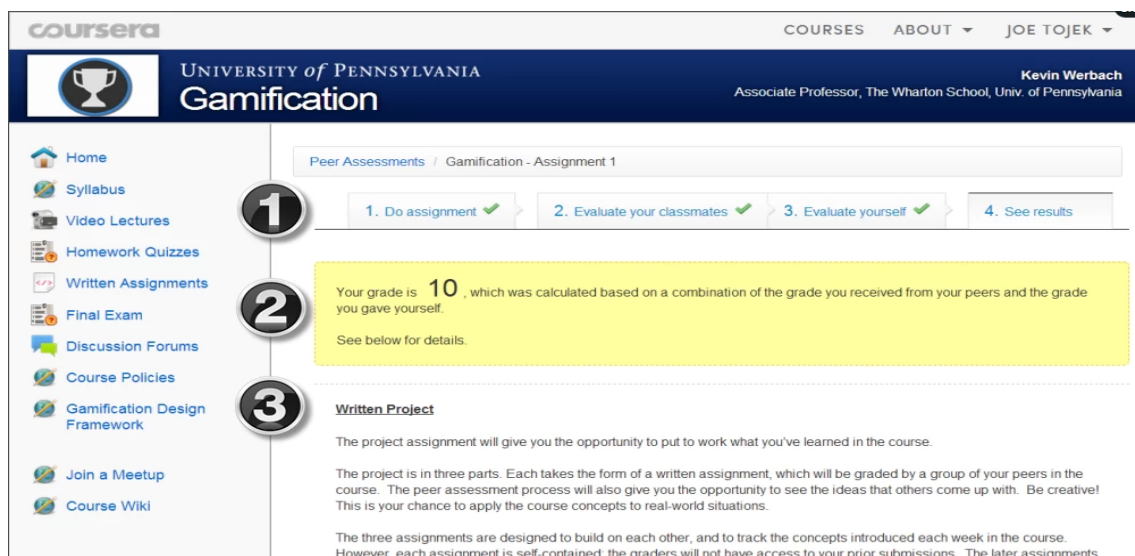 coursera
COURSES ABOUT JOE TOJEK
UNIVERSITY of PENNSYLVANIA
Gamification
Kevin Werbach
Associate Professor, The Wharton School, Univ. of Pennsylvania
Home
Syllabus
Video Lectures
Homework Quizzes
Written Assignments
Final Exam
Discussion Forums
Course Policies
Gamification Design
Framework
Join a Meetup
Course Wiki
Peer Assessments / Gamification - Assignment 1
1
1. Do assignment 2. Evaluate your classmates 3. Evaluate yourself 4. See results
2
Your grade is 10 , which was calculated based on a combination of the grade you received from your peers and the grade
you gave yourself.
See below for details.
3
Written Project
The project assignment will give you the opportunity to put to work what you've learned in the course.
The project is in three parts. Each takes the form of a written assignment, which will be graded by a group of your peers in the
course. The peer assessment process will also give you the opportunity to see the ideas that others come up with. Be creative!
This is your chance to apply the course concepts to real-world situations.
The three assignments are designed to build on each other, and to track the concepts introduced each week in the course.
However, each assignment is self-contained: the graders will not have access to your prior submissions. The later assignments